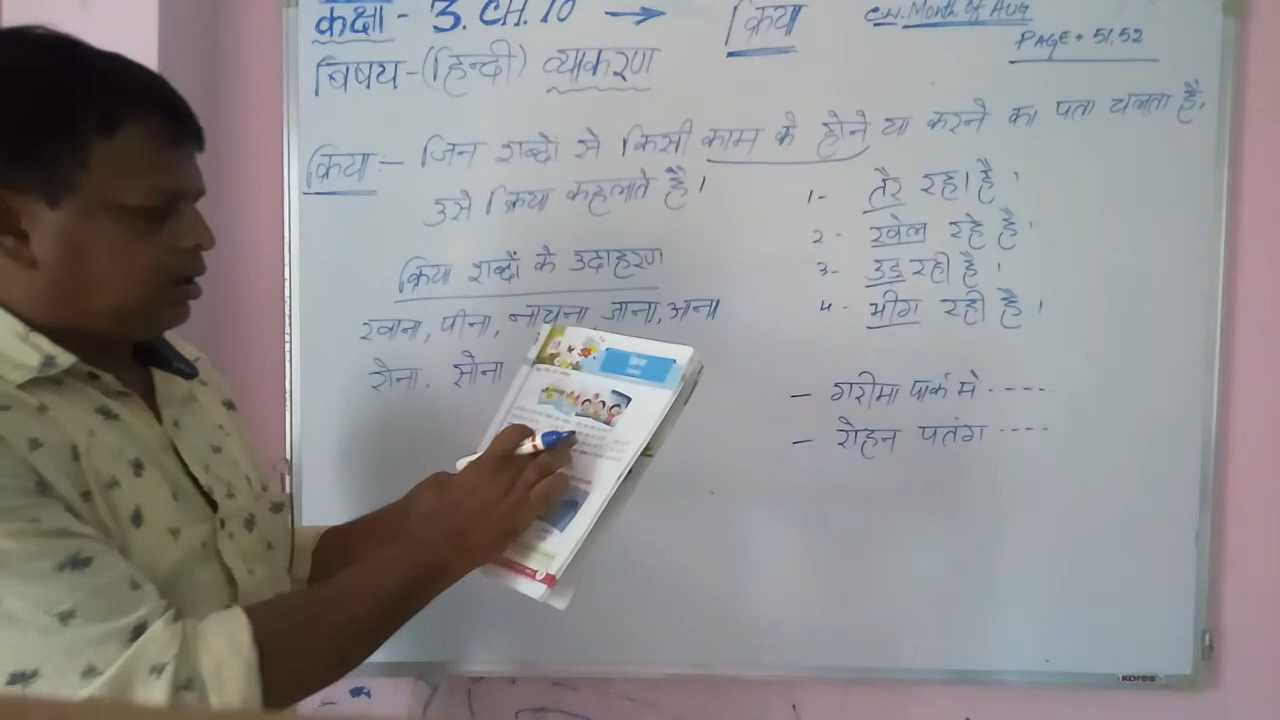 कक्षा - 3. CH. 10 → क्रिया
C.W. Month of Aug
PAGE = 51, 52
बिषय - (हिन्दी) व्याकरण
क्रिया:- जिन शब्दों से किसी काम के होने या करने का पता चलता है,
उसे क्रिया कहलाते है।
क्रिया शब्दों के उदाहरण
खाना, पीना, नाचना जाना, आना
रोना. सोना
1- तैर रहा है।
2- खेल रहे है।
3- उड़ रही है।
4- भीग रही है।
- गरीमा पार्क मे ----
- रोहन पतंग ----
क्रिया
KORES